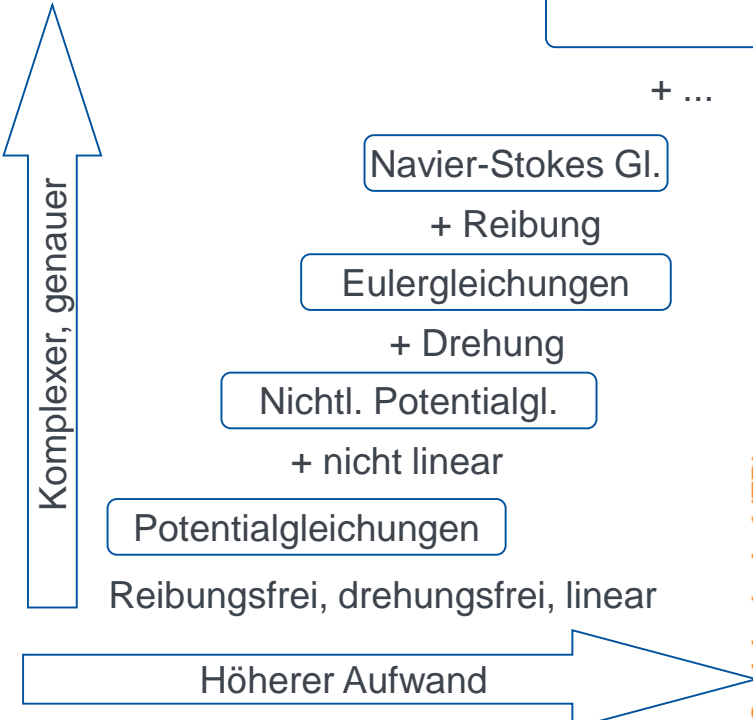 + ...
Navier-Stokes Gl.
+ Reibung
Eulergleichungen
+ Drehung
Nichtl. Potentialgl.
+ nicht linear
Potentialgleichungen
Reibungsfrei, drehungsfrei, linear
Komplexer, genauer
Höherer Aufwand